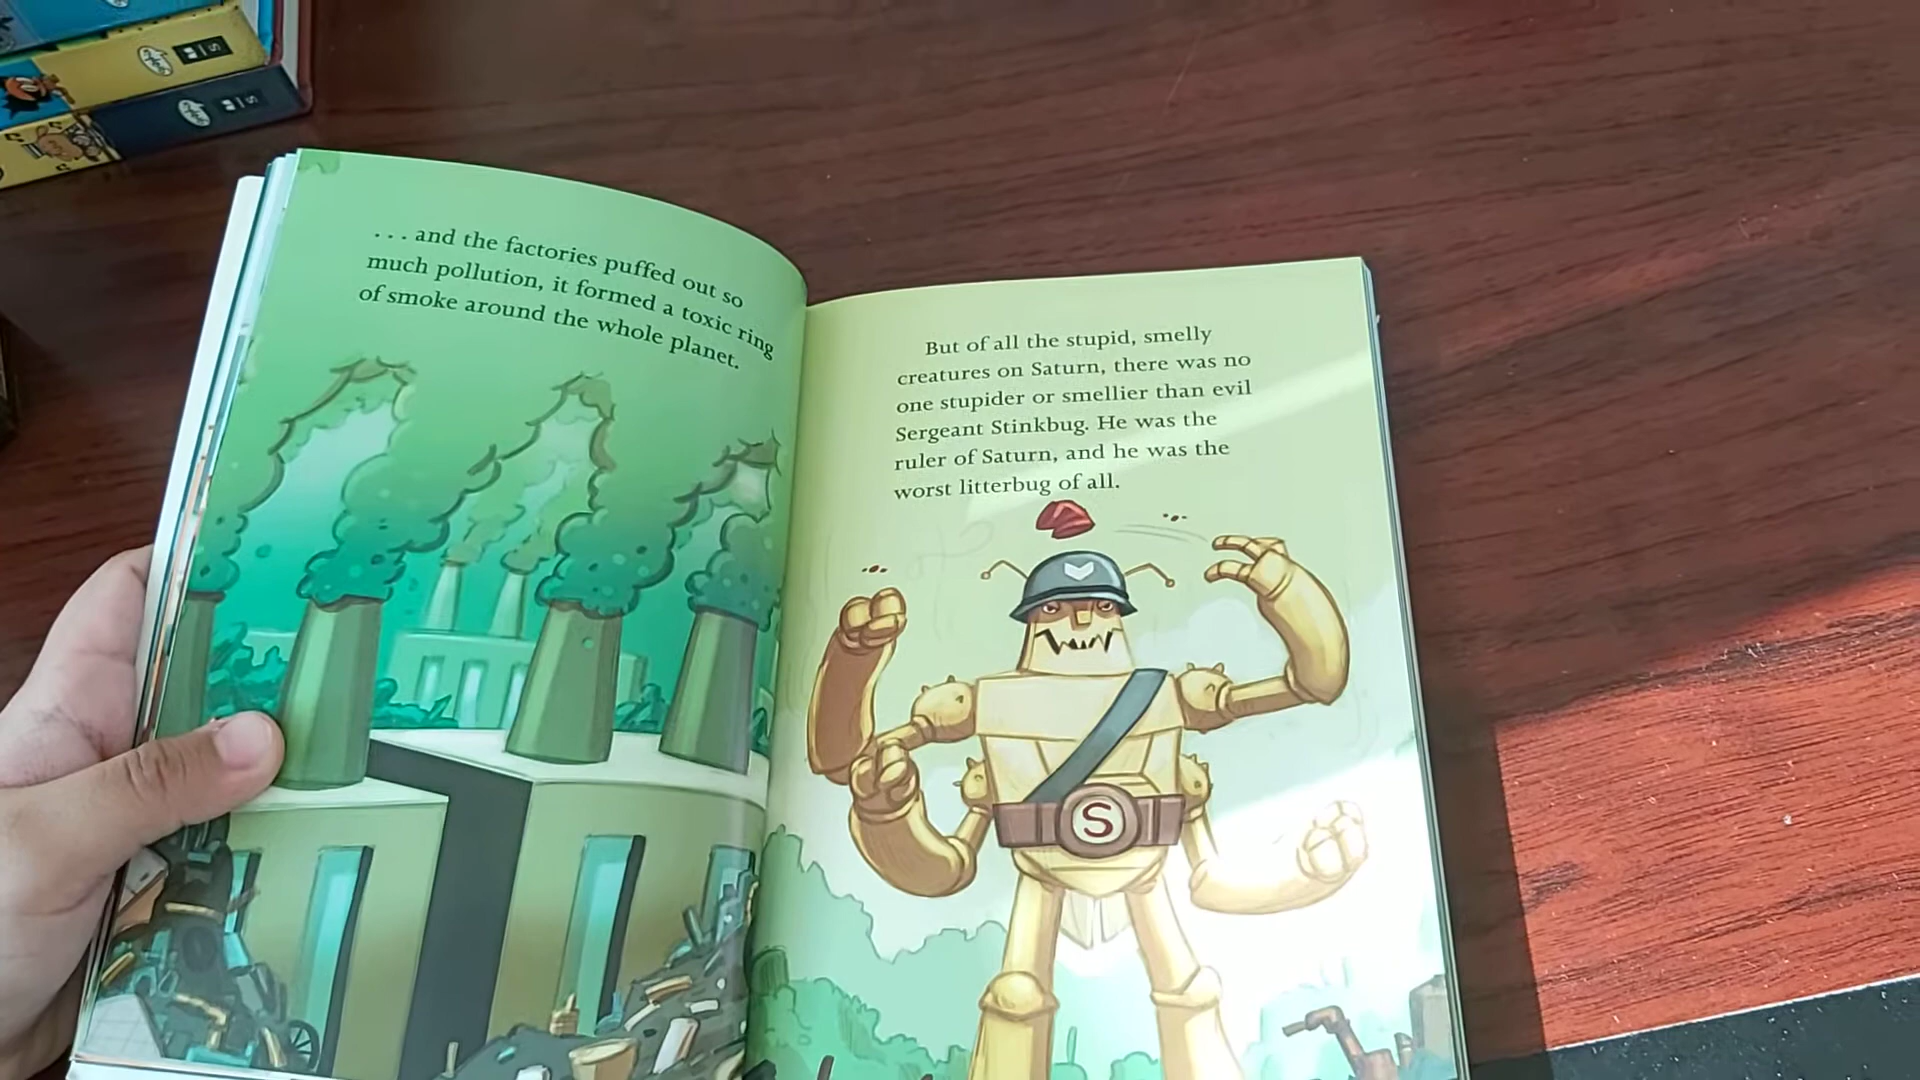 . . . and the factories puffed out so
much pollution, it formed a toxic ring
of smoke around the whole planet.
But of all the stupid, smelly
creatures on Saturn, there was no
one stupider or smellier than evil
Sergeant Stinkbug. He was the
ruler of Saturn, and he was the
worst litterbug of all.
S